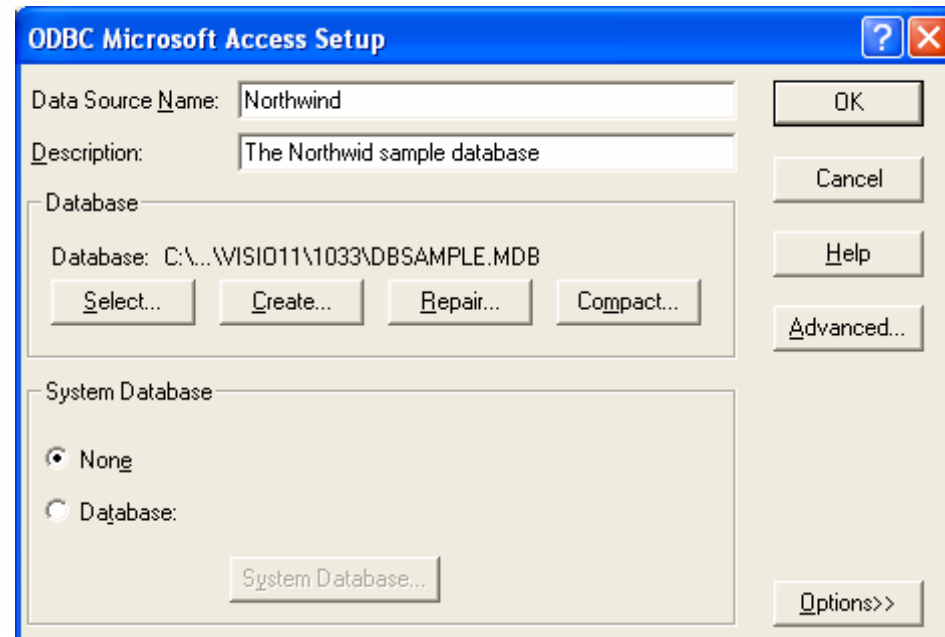 ODBC Microsoft Access Setup
Data Source Name: Northwind
OK
Description: The Northwid sample database
Cancel
Database
Database: C:\...\VISIO11\1033\DBSAMPLE.MDB
Help
Select... Create... Repair... Compact...
Advanced...
System Database
None
Database:
System Database...
Options>>